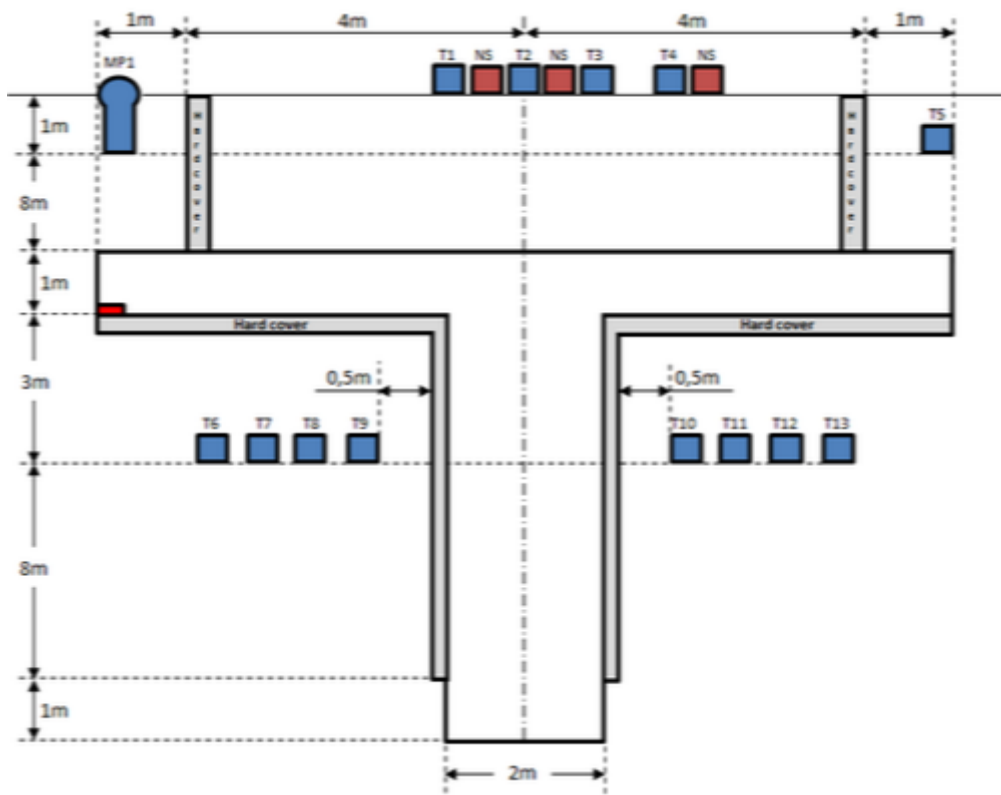 1m 4m 4m 1m
MP1 T1 NS T2 NS T3 T4 NS
1m Hardcover Hardcover T5
8m
1m
Hard cover Hard cover
3m 0,5m 0,5m
T6 T7 T8 T9 T10 T11 T12 T13
8m
1m
2m